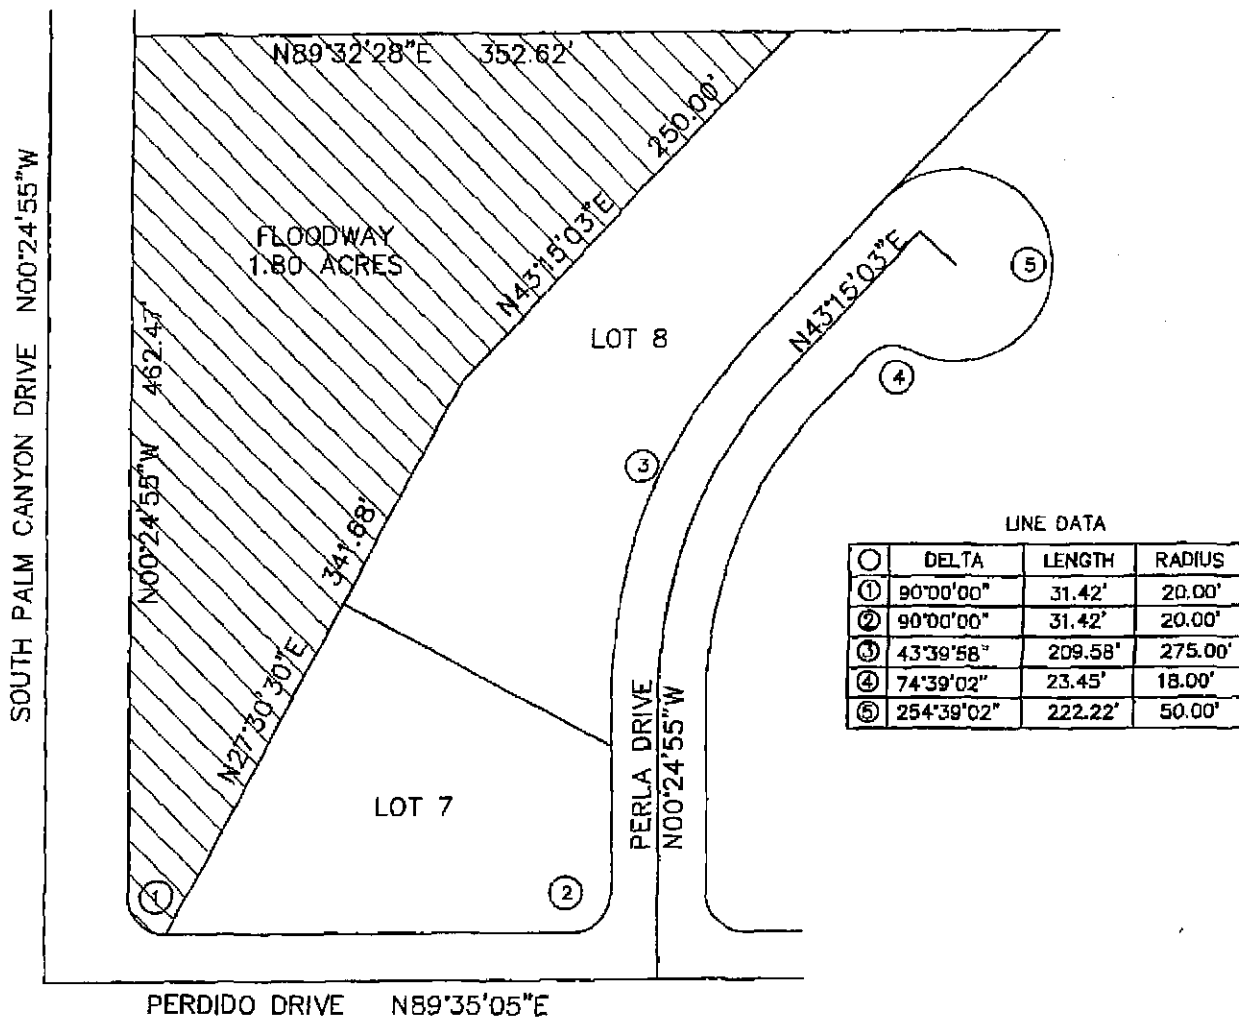 N89°32'28"E 352.62'
250.00'
SOUTH PALM CANYON DRIVE N00°24'55"W
FLOODWAY
1.80 ACRES
N43°15'03"E
N43°15'03"E
5
N00°24'55"W 462.47'
LOT 8
4
3
341.68'
N27°30'30"E
LINE DATA
DELTA LENGTH RADIUS
1 90°00'00" 31.42' 20.00'
2 90°00'00" 31.42' 20.00'
3 43°39'58" 209.58' 275.00'
4 74°39'02" 23.45' 18.00'
5 254°39'02" 222.22' 50.00'
PERLA DRIVE
N00°24'55"W
LOT 7
1
2
PERDIDO DRIVE N89°35'05"E